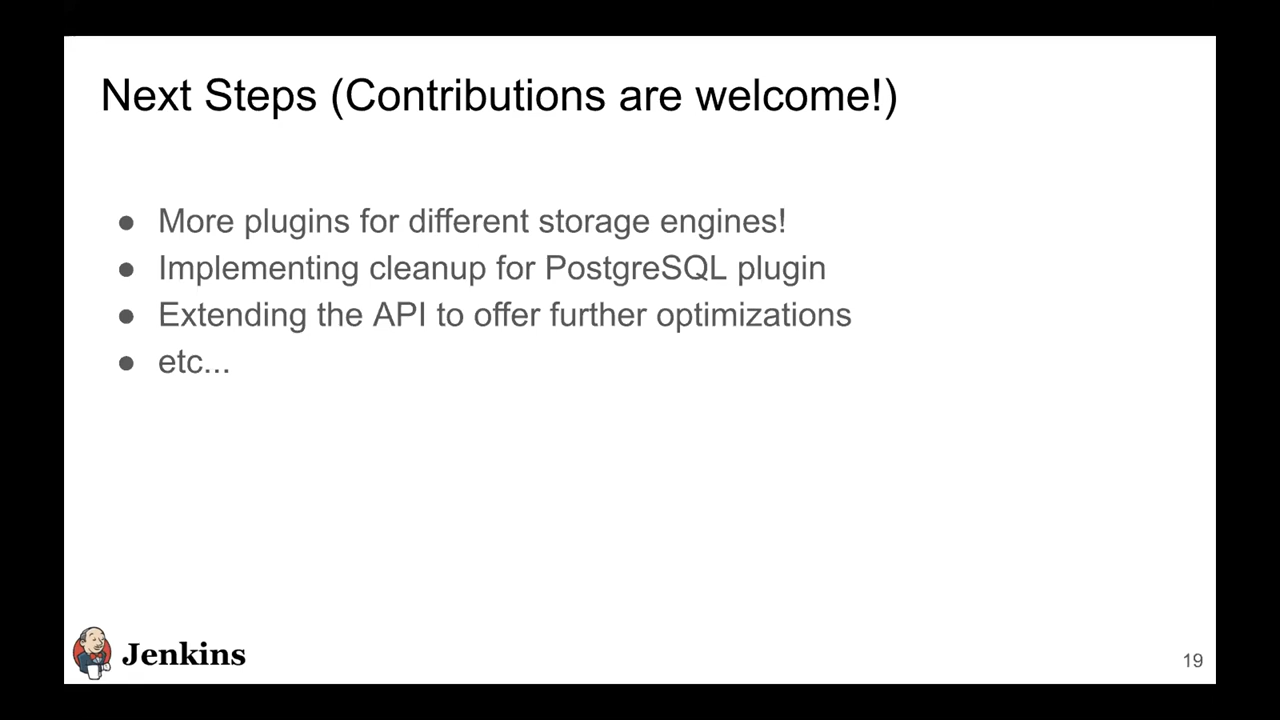 Next Steps (Contributions are welcome!)
● More plugins for different storage engines!
● Implementing cleanup for PostgreSQL plugin
● Extending the API to offer further optimizations
● etc...
Jenkins
19